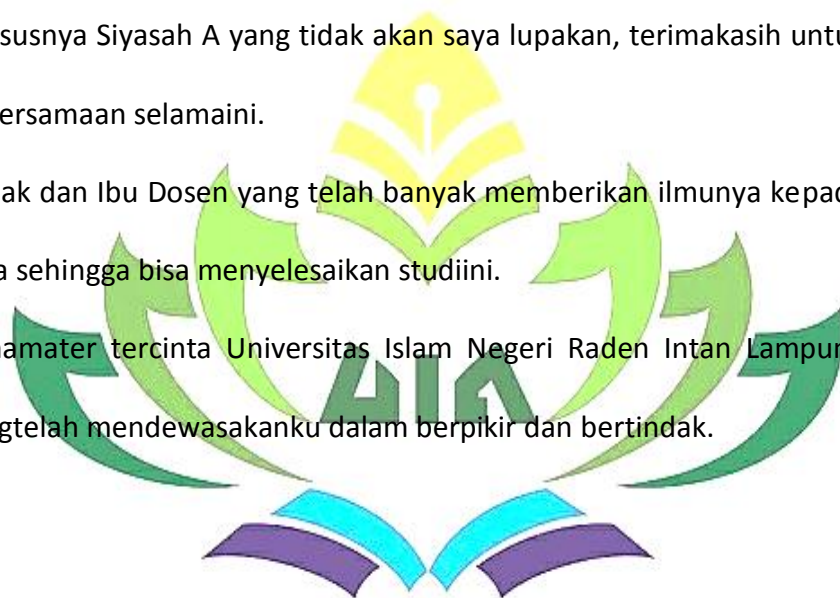 susnya Siyasah A yang tidak akan saya lupakan, terimakasih untu
ersamaan selamaini.
ak dan Ibu Dosen yang telah banyak memberikan ilmunya kepad
a sehingga bisa menyelesaikan studiini.
amater tercinta Universitas Islam Negeri Raden Intan Lampun
gtelah mendewasakanku dalam berpikir dan bertindak.
UIN